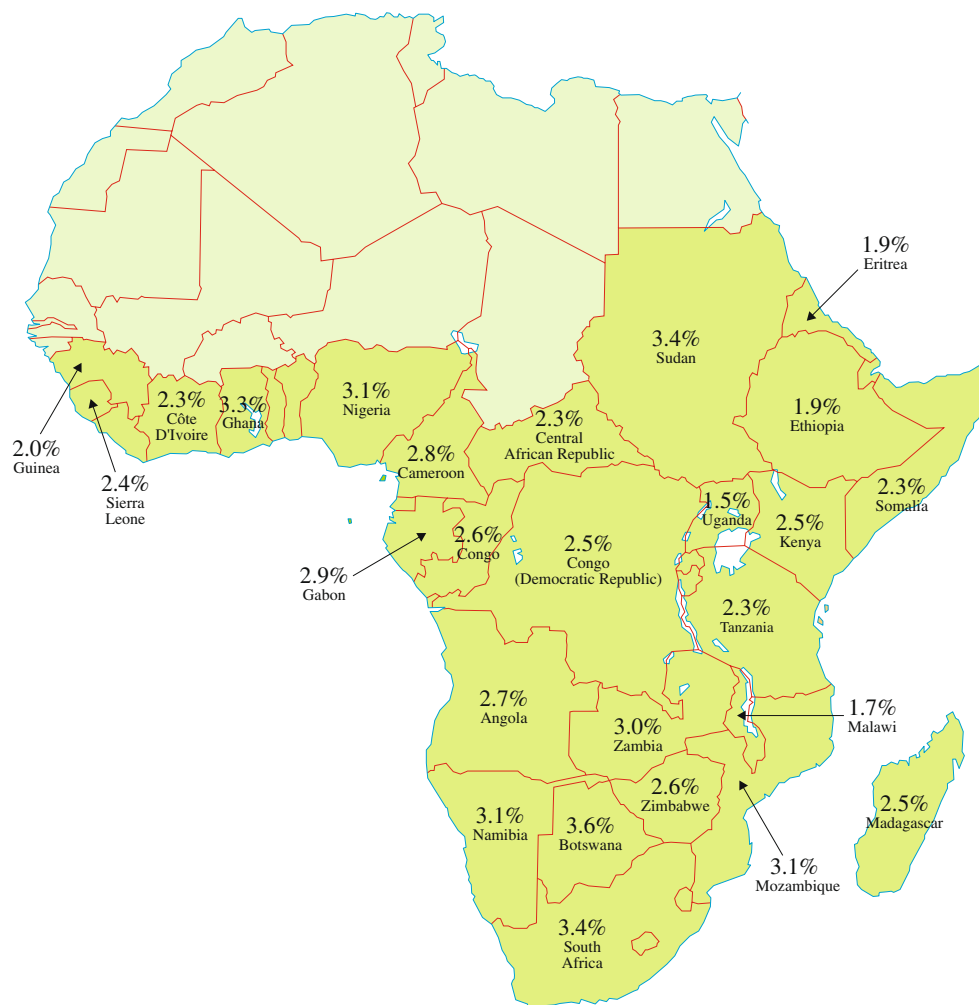 1.9%
Eritrea
3.4%
Sudan
3.1%
Nigeria
2.3%
Côte
D'Ivoire
3.3%
Ghana
1.9%
Ethiopia
2.3%
Central
African Republic
2.0%
Guinea
2.8%
Cameroon
2.4%
Sierra
Leone
2.3%
Somalia
1.5%
Uganda
2.5%
Kenya
2.6%
Congo
2.5%
Congo
(Democratic Republic)
2.9%
Gabon
2.3%
Tanzania
2.7%
Angola
3.0%
Zambia
1.7%
Malawi
2.6%
Zimbabwe
3.1%
Namibia
3.6%
Botswana
2.5%
Madagascar
3.1%
Mozambique
3.4%
South
Africa